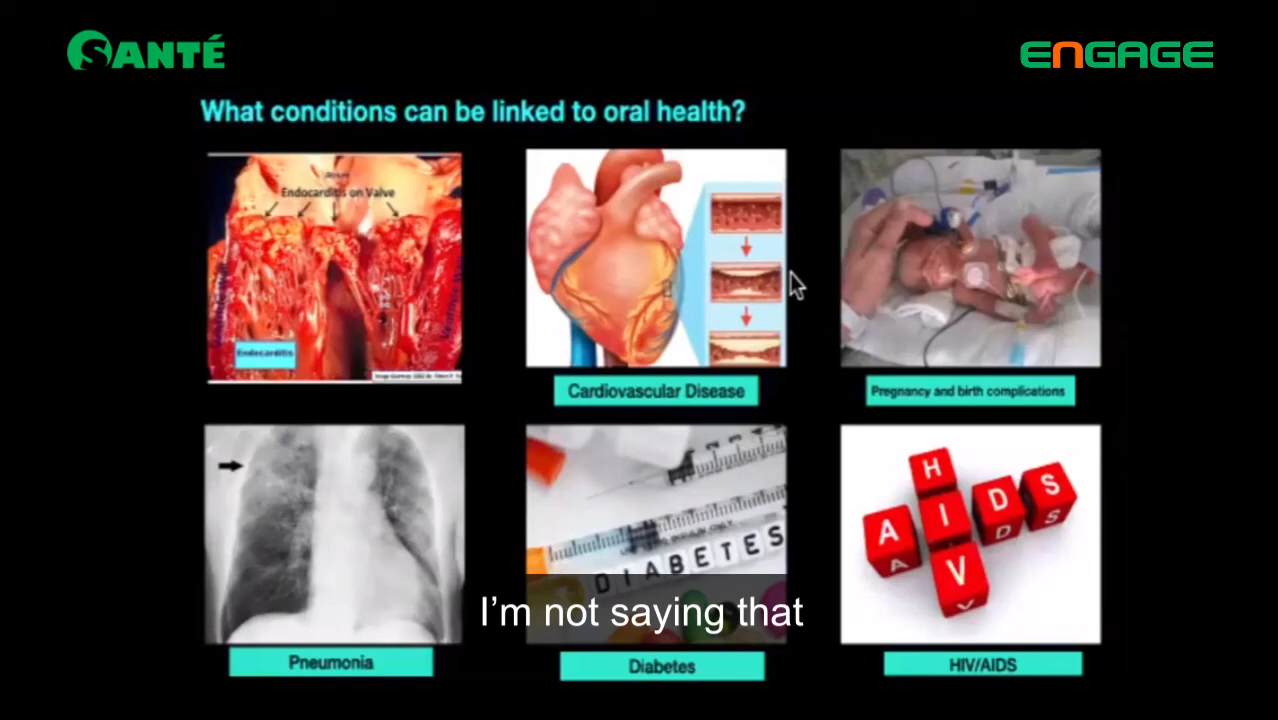 SANTÉ
ENGAGE
What conditions can be linked to oral health?
Endocarditis on Valve
Endocarditis
Cardiovascular Disease
Pregnancy and birth complications
DIABETES
H
AIDS
V
I'm not saying that
Pneumonia
Diabetes
HIV/AIDS